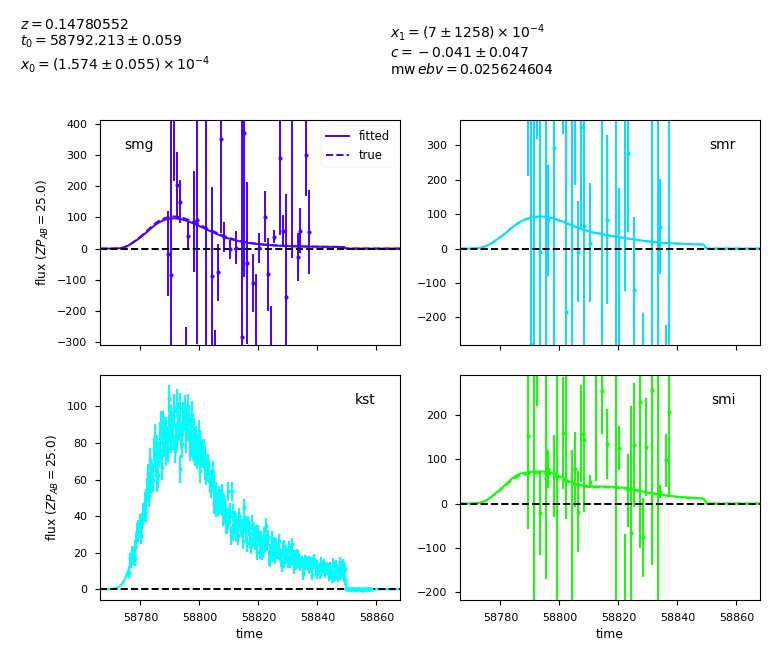 z = 0.14780552
t₀ = 58792.213 ± 0.059
x₀ = (1.574 ± 0.055) × 10⁻⁴
x₁ = (7 ± 1258) × 10⁻⁴
c = −0.041 ± 0.047
mw ebv = 0.025624604
smg
fitted
true
400
300
200
100
0
−100
−200
−300
flux (ZP_AB = 25.0)
smr
300
200
100
0
−100
−200
kst
100
80
60
40
20
0
flux (ZP_AB = 25.0)
58780
58800
58820
58840
58860
time
smi
200
100
0
−100
−200
58780
58800
58820
58840
58860
time